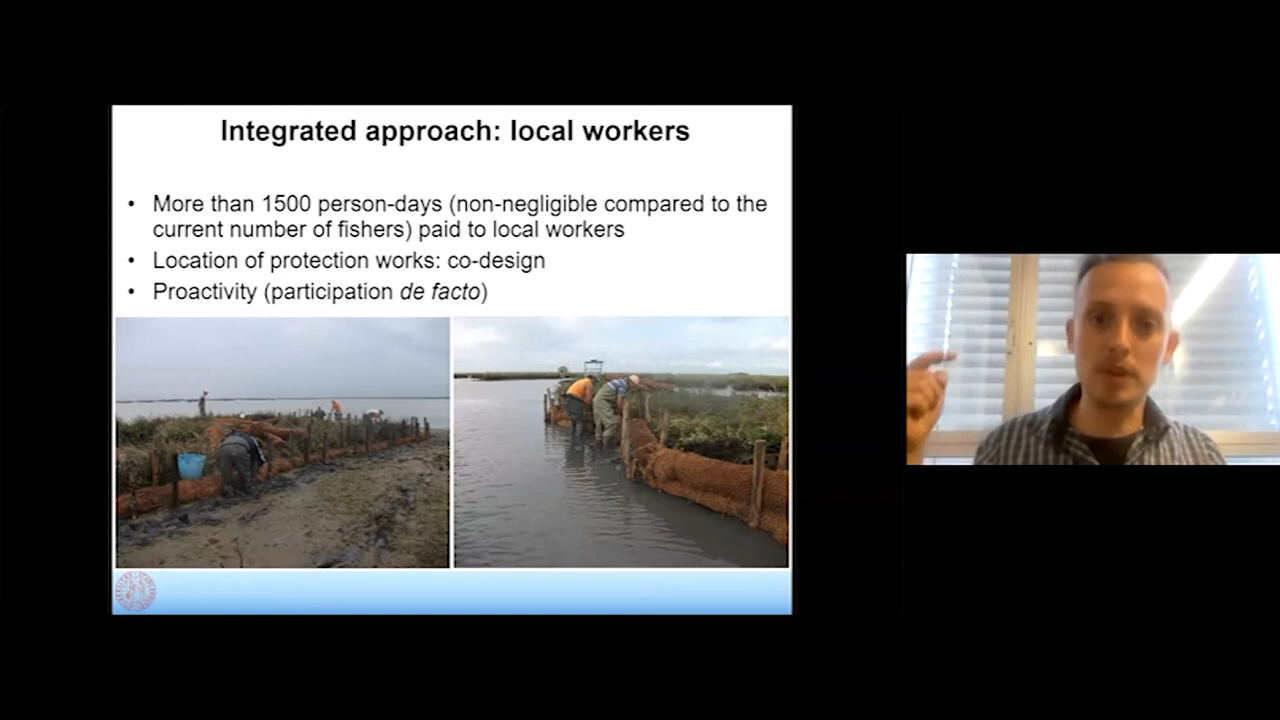 Integrated approach: local workers
• More than 1500 person-days (non-negligible compared to the
current number of fishers) paid to local workers
• Location of protection works: co-design
• Proactivity (participation de facto)